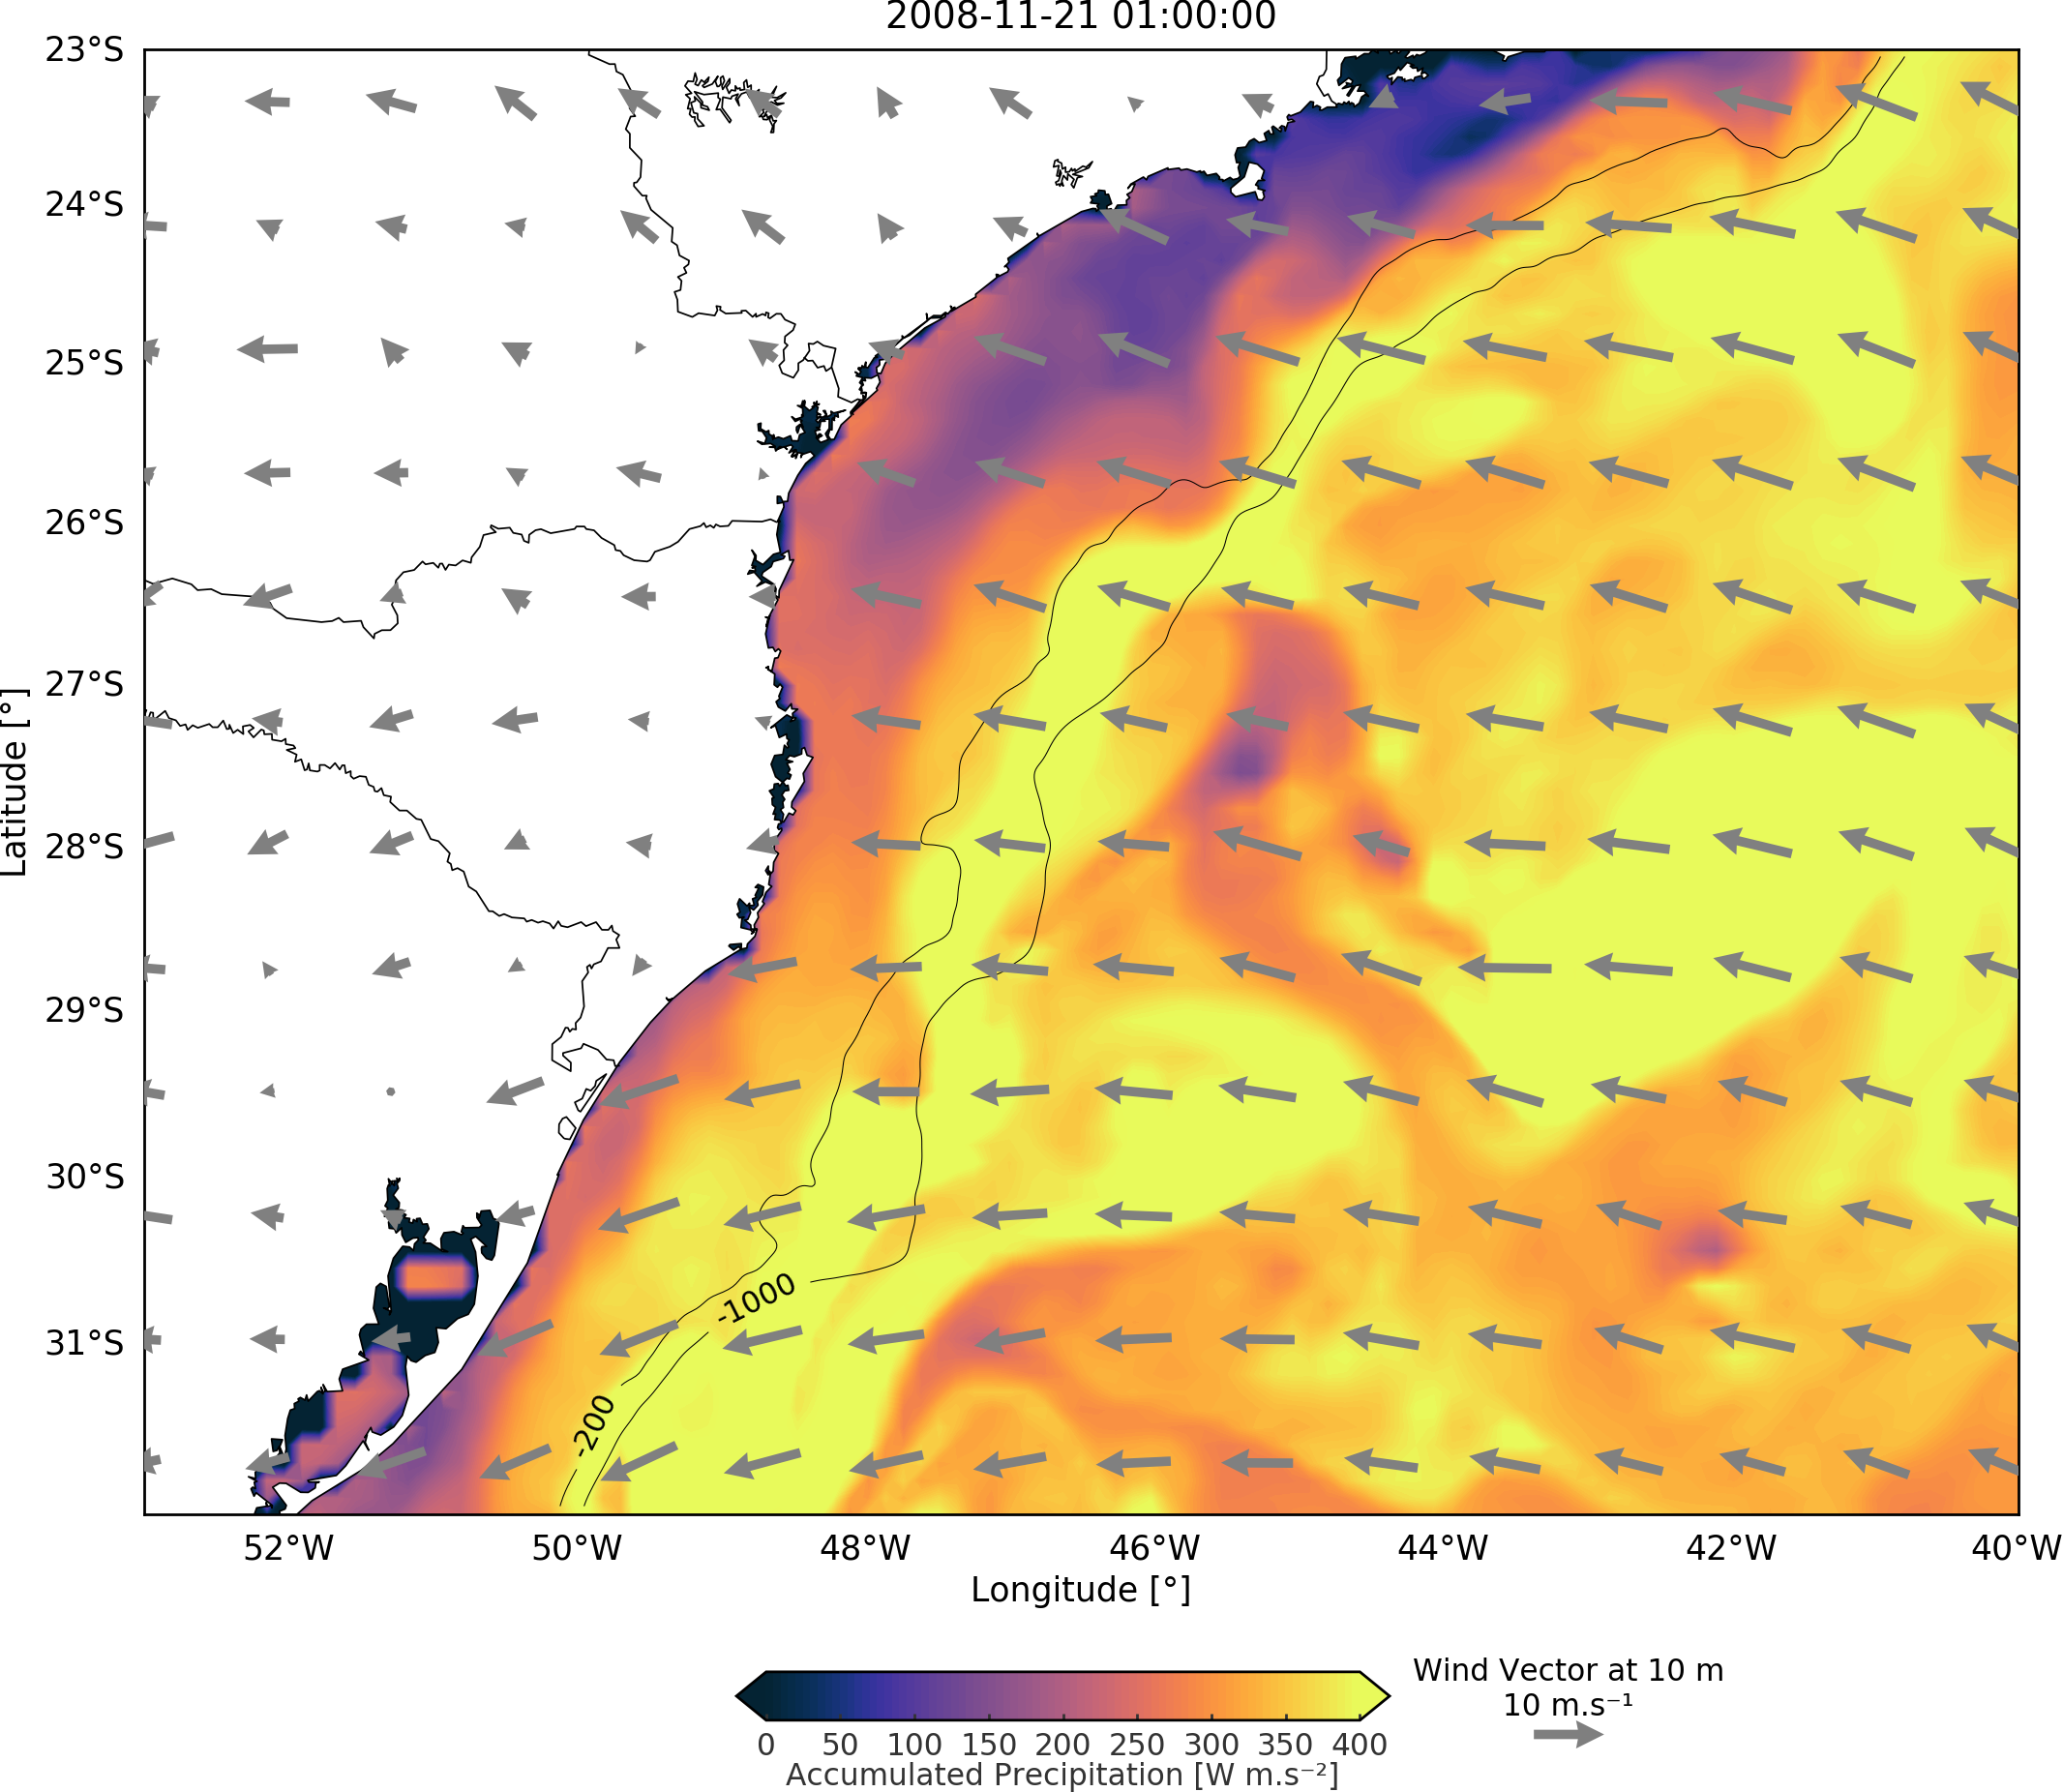 2008-11-21 01:00:00
23°S
24°S
25°S
26°S
27°S
28°S
29°S
30°S
31°S
Latitude [°]
-1000
-200
52°W 50°W 48°W 46°W 44°W 42°W 40°W
Longitude [°]
Wind Vector at 10 m
10 m.s⁻¹
0 50 100 150 200 250 300 350 400
Accumulated Precipitation [W m.s⁻²]